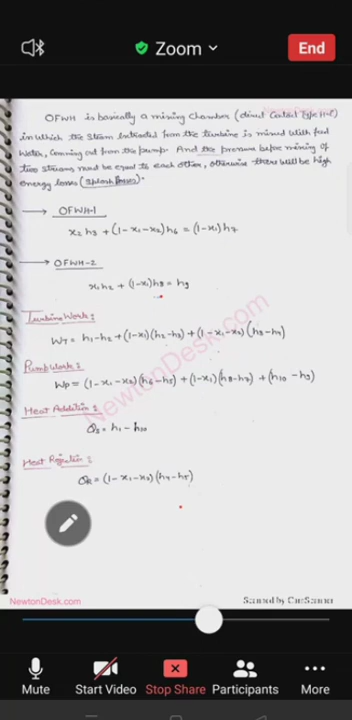 Zoom
End
OFWH is basically a mixing chamber (direct Contact Type H-E)
in which the steam extracted from the turbine is mixed with feed
Water, Comming out from the pump. And the pressure before mixing of
two streams must be equal to each other, otherwise there will be high
energy losses (Splash losses).
→ OFWH-1
x₂h₃ + (1-x₁-x₂)h₆ = (1-x₁)h₇
→ OFWH-2
x₁h₂ + (1-x₁)h₈ = h₉
Turbine Work:
W_T = h₁-h₂ + (1-x₁)(h₂-h₃) + (1-x₁-x₂)(h₃-h₄)
Pump Work:
W_P = (1-x₁-x₂)(h₆-h₅) + (1-x₁)(h₈-h₇) + (h₁₀-h₉)
Heat Addition:
Q_S = h₁-h₁₀
Heat Rejection:
Q_R = (1-x₁-x₂)(h₄-h₅)
NewtonDesk.com
NewtonDesk.com
Scanned by CamScanner
Mute
Start Video
Stop Share
Participants
More